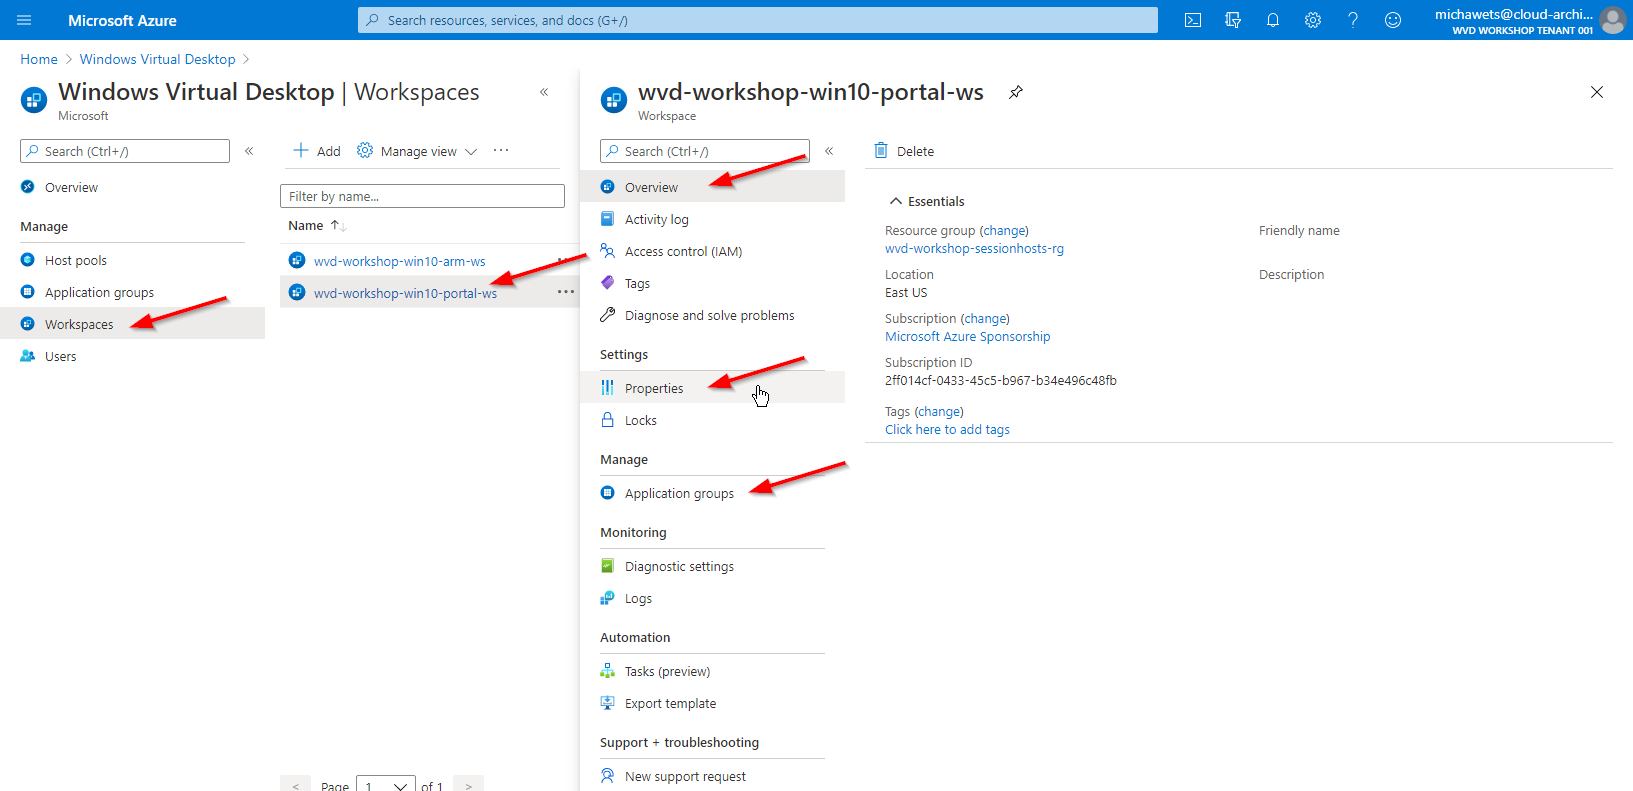 Microsoft Azure
Search resources, services, and docs (G+/)
michawets@cloud-archi...
WVD WORKSHOP TENANT 001
Home > Windows Virtual Desktop >
Windows Virtual Desktop | Workspaces
Microsoft
Search (Ctrl+/)
Overview
Manage
Host pools
Application groups
Workspaces
Users
Add
Manage view
Filter by name...
Name
wvd-workshop-win10-arm-ws
wvd-workshop-win10-portal-ws
< Page 1 of 1 >
wvd-workshop-win10-portal-ws
Workspace
Search (Ctrl+/)
Overview
Activity log
Access control (IAM)
Tags
Diagnose and solve problems
Settings
Properties
Locks
Manage
Application groups
Monitoring
Diagnostic settings
Logs
Automation
Tasks (preview)
Export template
Support + troubleshooting
New support request
Delete
Essentials
Resource group (change)
wvd-workshop-sessionhosts-rg
Location
East US
Subscription (change)
Microsoft Azure Sponsorship
Subscription ID
2ff014cf-0433-45c5-b967-b34e496c48fb
Tags (change)
Click here to add tags
Friendly name
Description